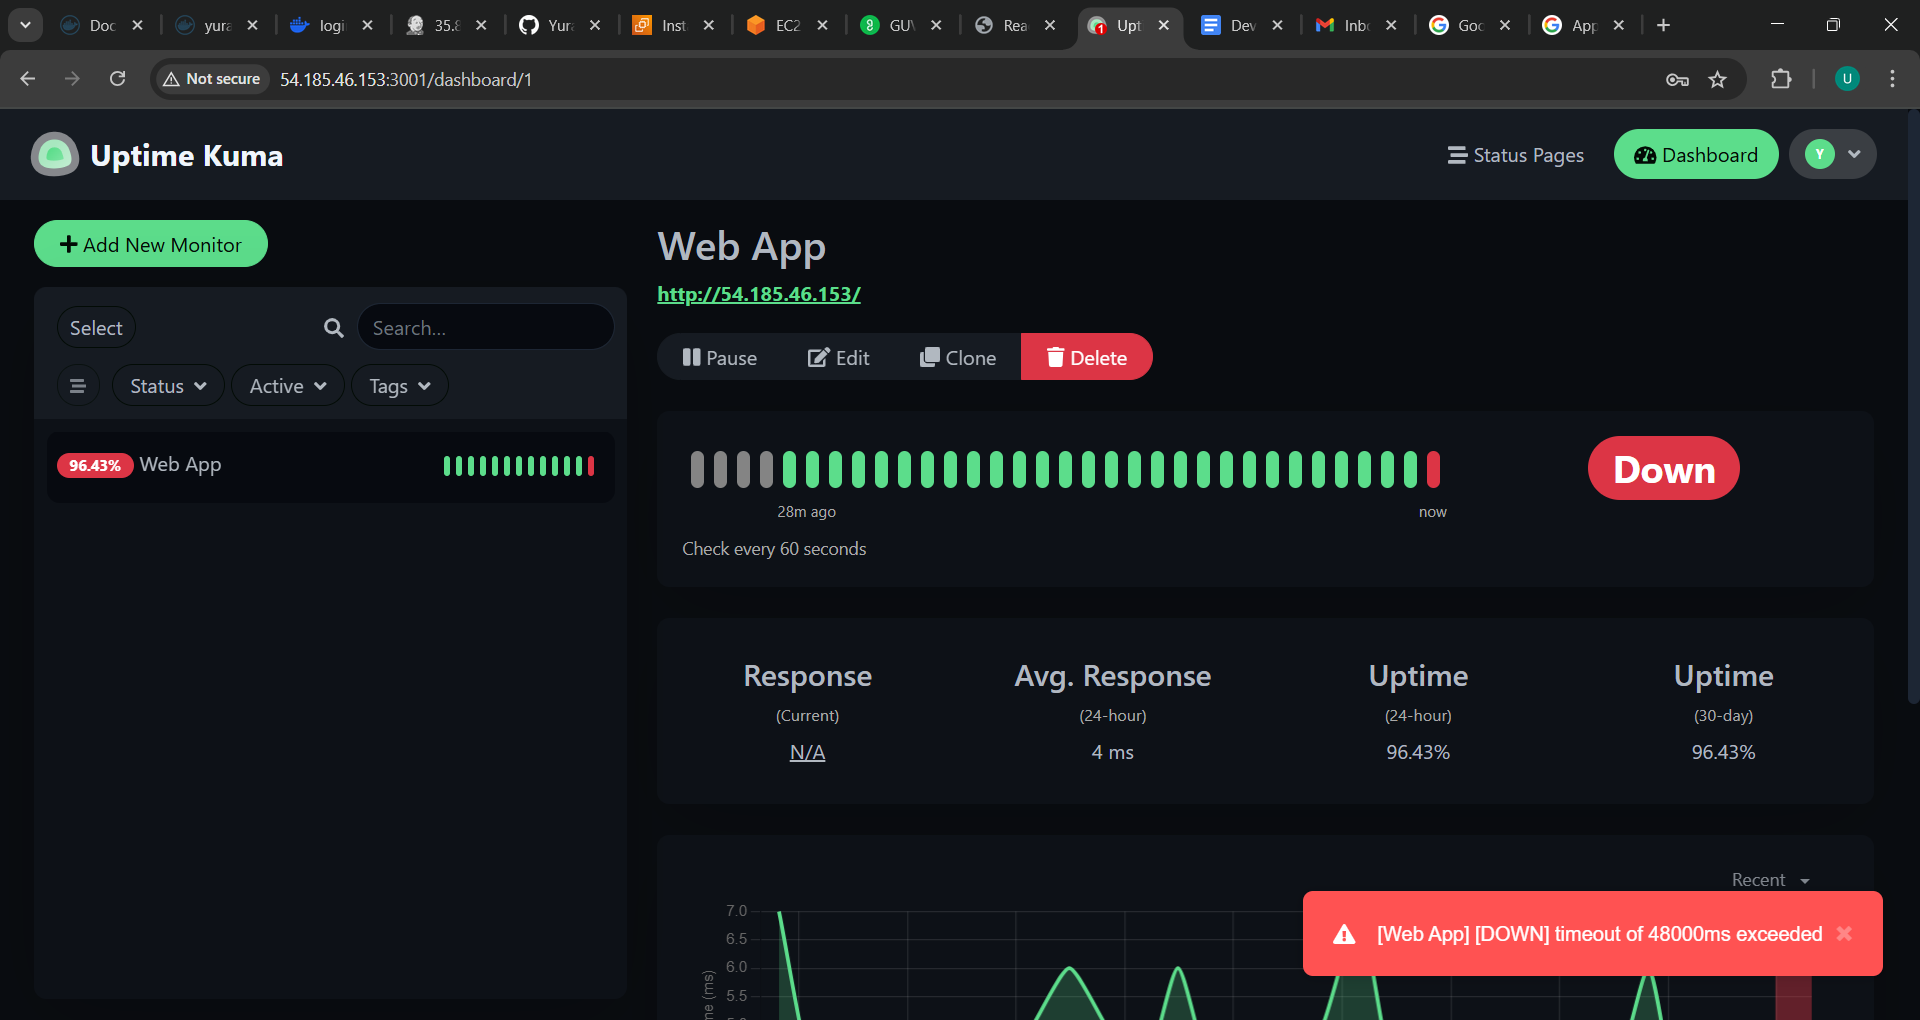 Doc
yura
login
35.8
Yura
Inst
EC2
GUV
Rea
Upt
Dev
Inbo
Goo
App
Not secure
54.185.46.153:3001/dashboard/1
U
Uptime Kuma
Status Pages
Dashboard
Y
Add New Monitor
Select
Search...
Status
Active
Tags
96.43%
Web App
Web App
http://54.185.46.153/
Pause
Edit
Clone
Delete
28m ago
now
Down
Check every 60 seconds
Response
(Current)
N/A
Avg. Response
(24-hour)
4 ms
Uptime
(24-hour)
96.43%
Uptime
(30-day)
96.43%
Recent
7.0
6.5
6.0
5.5
[Web App] [DOWN] timeout of 48000ms exceeded